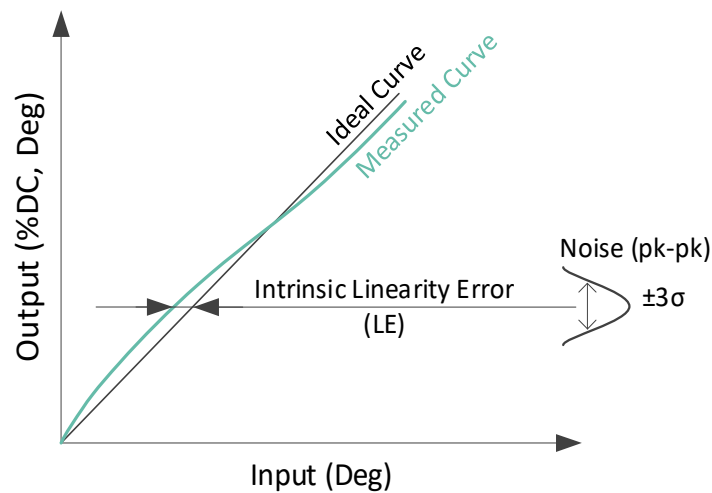 Ideal Curve
Measured Curve
Output (%DC, Deg)
Noise (pk-pk)
±3σ
Intrinsic Linearity Error
(LE)
Input (Deg)